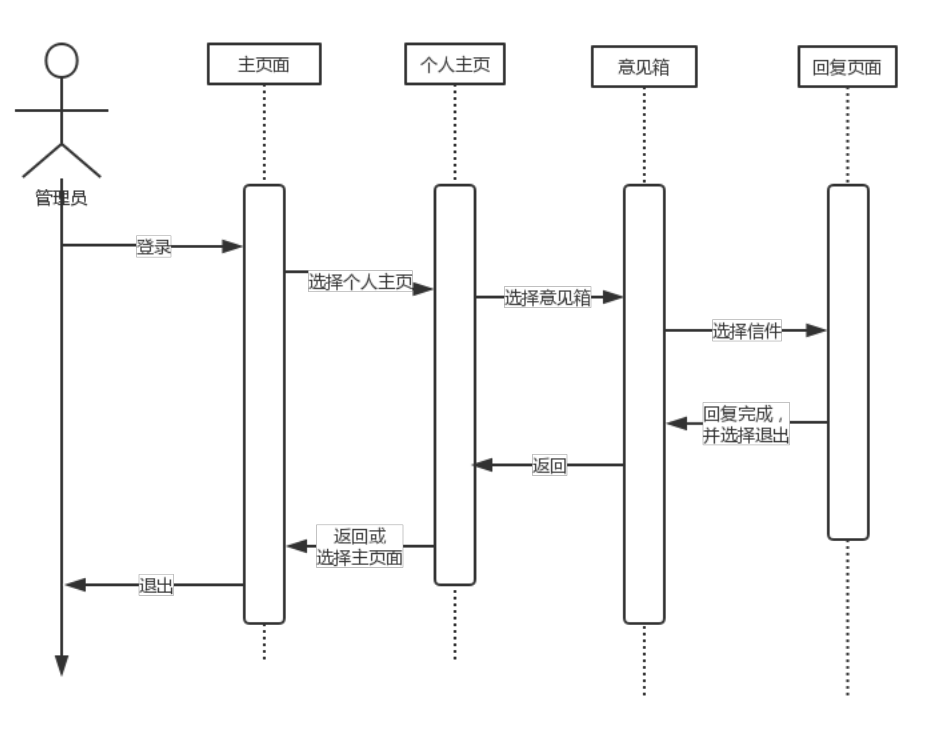 主页面
个人主页
意见箱
回复页面
管理员
登录
选择个人主页
选择意见箱
选择信件
回复完成，
并选择退出
返回
返回或
选择主页面
退出